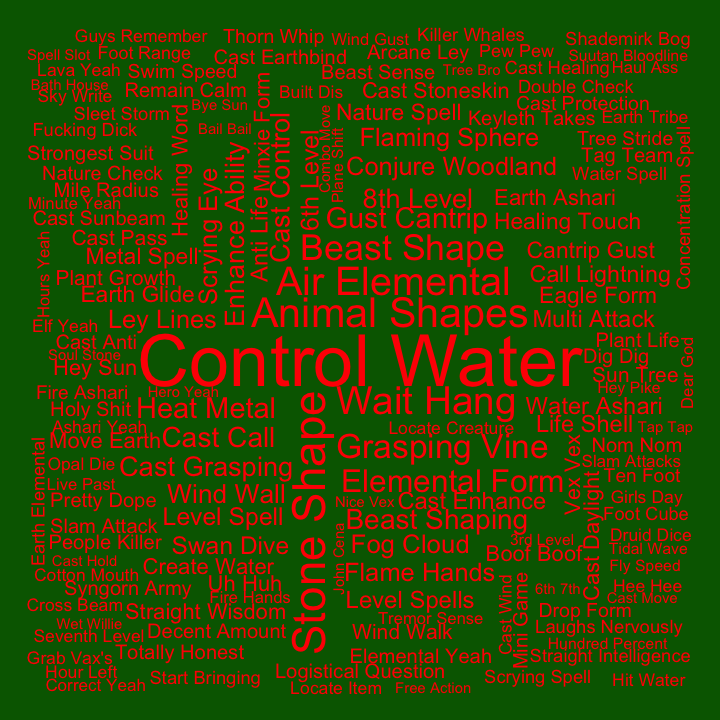 Guys Remember
Thorn Whip
Wind Gust
Killer Whales
Shademirk Bog
Spell Slot
Foot Range
Cast Earthbind
Arcane Ley
Pew Pew
Suutan Bloodline
Lava Yeah
Swim Speed
Beast Sense
Tree Bro
Cast Healing
Haul Ass
Bath House
Remain Calm
Built Dis
Cast Stoneskin
Double Check
Sky Write
Bye Sun
Minxie Form
Combo Move
Cast Protection
Sleet Storm
Nature Spell
Keyleth Takes
Earth Tribe
Fucking Dick
Bail Bail
Healing Word
Cast Control
6th Level
Plane Shift
Flaming Sphere
Tree Stride
Strongest Suit
Conjure Woodland
Tag Team
Concentration Spell
Nature Check
Water Spell
Mile Radius
Scrying Eye
Enhance Ability
Anti Life
8th Level
Earth Ashari
Minute Yeah
Cast Sunbeam
Gust Cantrip
Healing Touch
Cast Pass
Metal Spell
Beast Shape
Cantrip Gust
Hours Yeah
Plant Growth
Air Elemental
Call Lightning
Earth Glide
Eagle Form
Elf Yeah
Ley Lines
Animal Shapes
Multi Attack
Cast Anti
Plant Life
Soul Stone
Control Water
Dig Dig
Dear God
Hey Sun
Sun Tree
Fire Ashari
Hero Yeah
Hey Pike
Holy Shit
Heat Metal
Wait Hang
Water Ashari
Ashari Yeah
Locate Creature
Life Shell
Tap Tap
Move Earth
Cast Call
Stone Shape
Grasping Vine
Vex Vex
Nom Nom
Earth Elemental
Opal Die
Cast Grasping
Slam Attacks
Live Past
Elemental Form
Cast Daylight
Ten Foot
Pretty Dope
Wind Wall
Nice Vex
Cast Enhance
Girls Day
Slam Attack
Level Spell
Beast Shaping
Foot Cube
People Killer
Swan Dive
John Cena
Fog Cloud
3rd Level
Druid Dice
Boof Boof
Tidal Wave
Cast Hold
Create Water
Fly Speed
Cotton Mouth
Flame Hands
Syngorn Army
Uh Huh
Cast Wind
Mini Game
6th 7th
Hee Hee
Fire Hands
Level Spells
Cast Move
Cross Beam
Straight Wisdom
Drop Form
Wet Willie
Tremor Sense
Laughs Nervously
Seventh Level
Decent Amount
Wind Walk
Hundred Percent
Grab Vax's
Totally Honest
Elemental Yeah
Straight Intelligence
Hour Left
Start Bringing
Logistical Question
Scrying Spell
Hit Water
Correct Yeah
Locate Item
Free Action